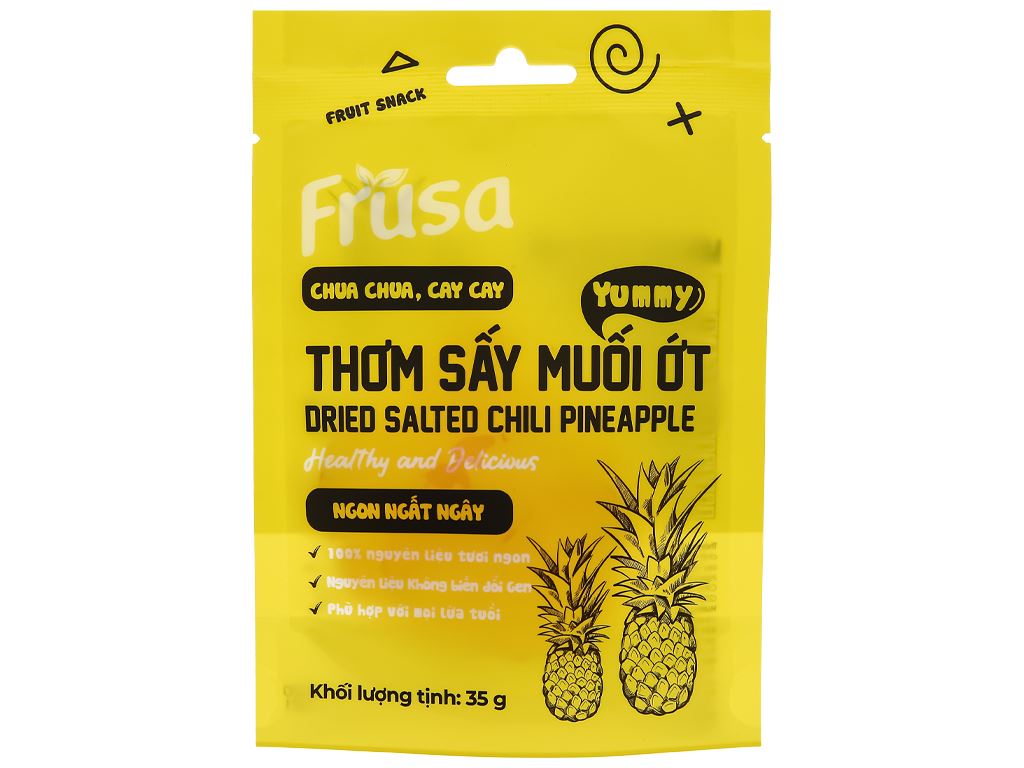 FRUIT SNACK
Frusa
CHUA CHUA, CAY CAY
Yummy
THƠM SẤY MUỐI ỚT
DRIED SALTED CHILI PINEAPPLE
Healthy and Delicious
NGON NGẤT NGÂY
100% nguyên liệu tươi ngon
Nguyên liệu Không biến đổi Gen
Phù hợp với mọi lứa tuổi
Khối lượng tịnh: 35 g